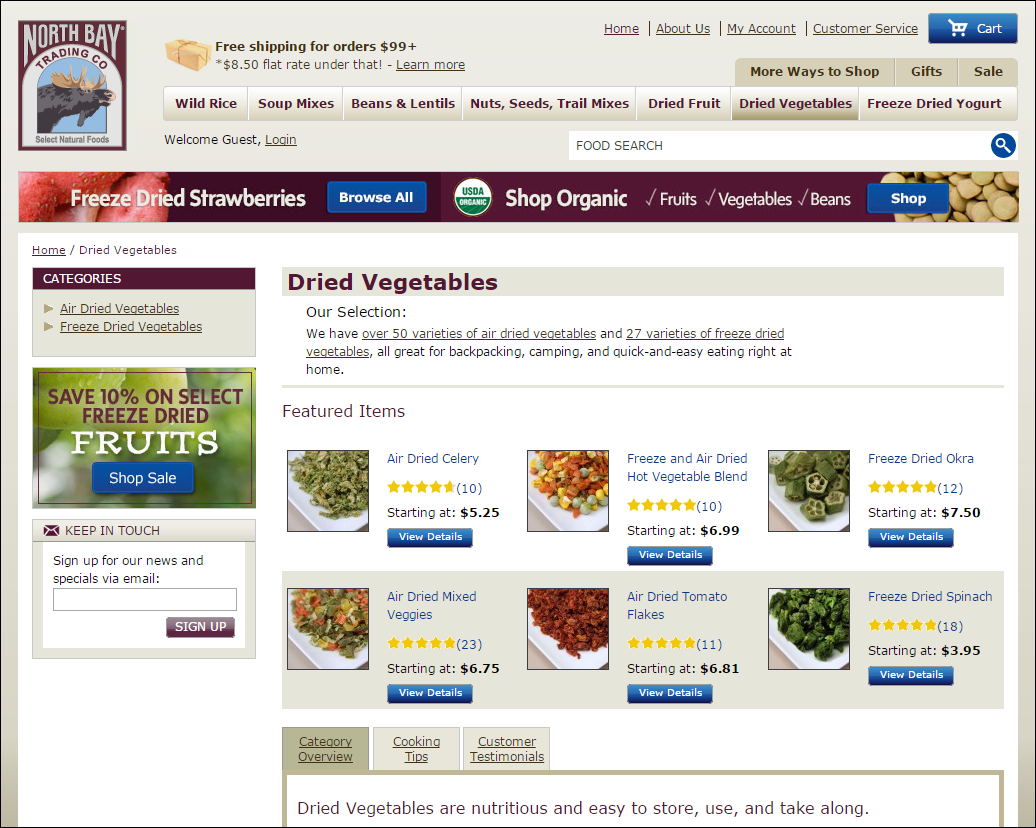 NORTH BAY®
TRADING CO
Select Natural Foods
Free shipping for orders $99+
*$8.50 flat rate under that! - Learn more
Home | About Us | My Account | Customer Service
Cart
More Ways to Shop
Gifts
Sale
Wild Rice
Soup Mixes
Beans & Lentils
Nuts, Seeds, Trail Mixes
Dried Fruit
Dried Vegetables
Freeze Dried Yogurt
Welcome Guest, Login
FOOD SEARCH
Freeze Dried Strawberries
Browse All
USDA
ORGANIC
Shop Organic
√ Fruits √ Vegetables √ Beans
Shop
Home / Dried Vegetables
CATEGORIES
Air Dried Vegetables
Freeze Dried Vegetables
SAVE 10% ON SELECT
FREEZE DRIED
FRUITS
Shop Sale
KEEP IN TOUCH
Sign up for our news and
specials via email:
SIGN UP
Dried Vegetables
Our Selection:
We have over 50 varieties of air dried vegetables and 27 varieties of freeze dried
vegetables, all great for backpacking, camping, and quick-and-easy eating right at
home.
Featured Items
Air Dried Celery
(10)
Starting at: $5.25
View Details
Freeze and Air Dried
Hot Vegetable Blend
(10)
Starting at: $6.99
View Details
Freeze Dried Okra
(12)
Starting at: $7.50
View Details
Air Dried Mixed
Veggies
(23)
Starting at: $6.75
View Details
Air Dried Tomato
Flakes
(11)
Starting at: $6.81
View Details
Freeze Dried Spinach
(18)
Starting at: $3.95
View Details
Category
Overview
Cooking
Tips
Customer
Testimonials
Dried Vegetables are nutritious and easy to store, use, and take along.